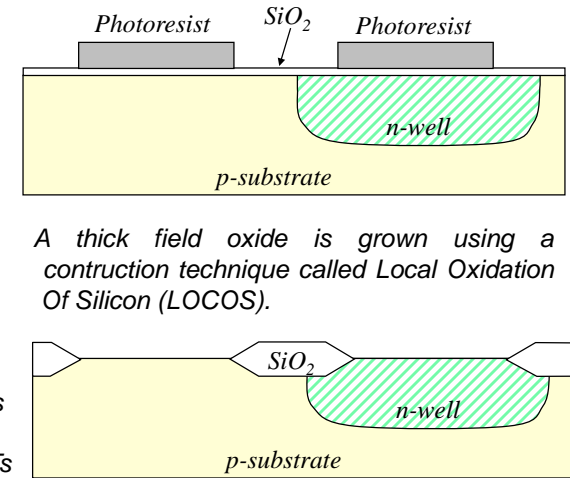 Photoresist SiO2 Photoresist
n-well
p-substrate
A thick field oxide is grown using a
contruction technique called Local Oxidation
Of Silicon (LOCOS).
SiO2
n-well
p-substrate